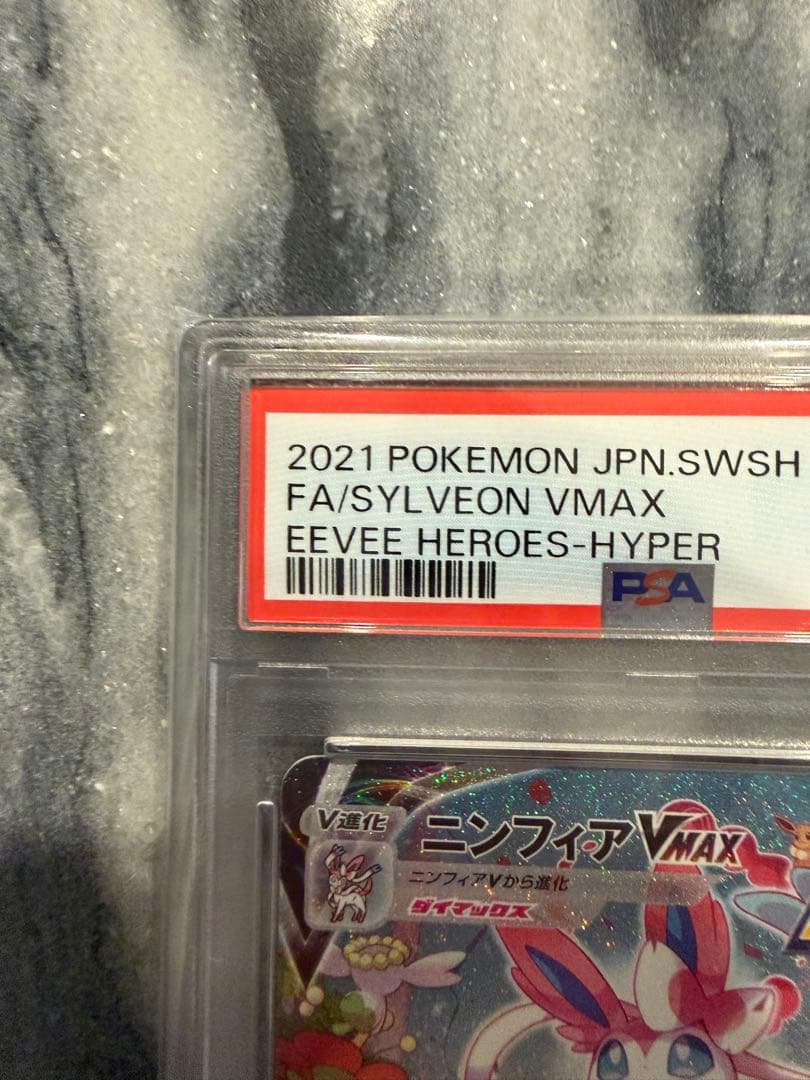 2021 POKEMON JPN.SWSH
FA/SYLVEON VMAX
EEVEE HEROES-HYPER
PSA
V進化
ニンフィアVMAX
ニンフィアVから進化
ダイマックス